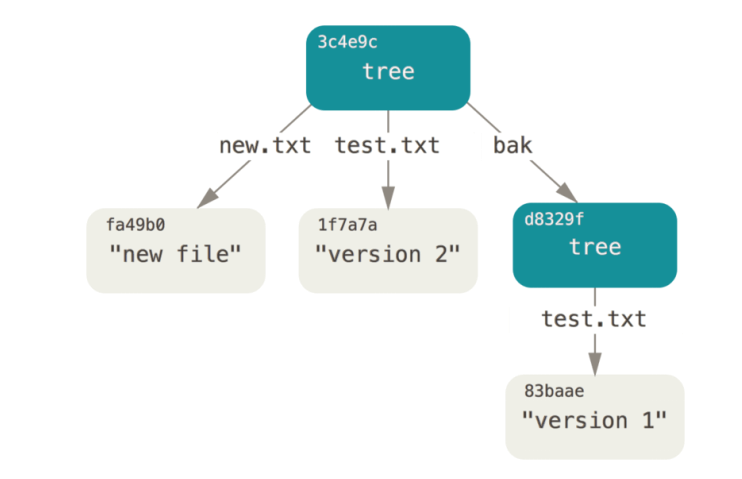 3c4e9c
tree
new.txt
test.txt
bak
fa49b0
"new file"
1f7a7a
"version 2"
d8329f
tree
test.txt
83baae
"version 1"